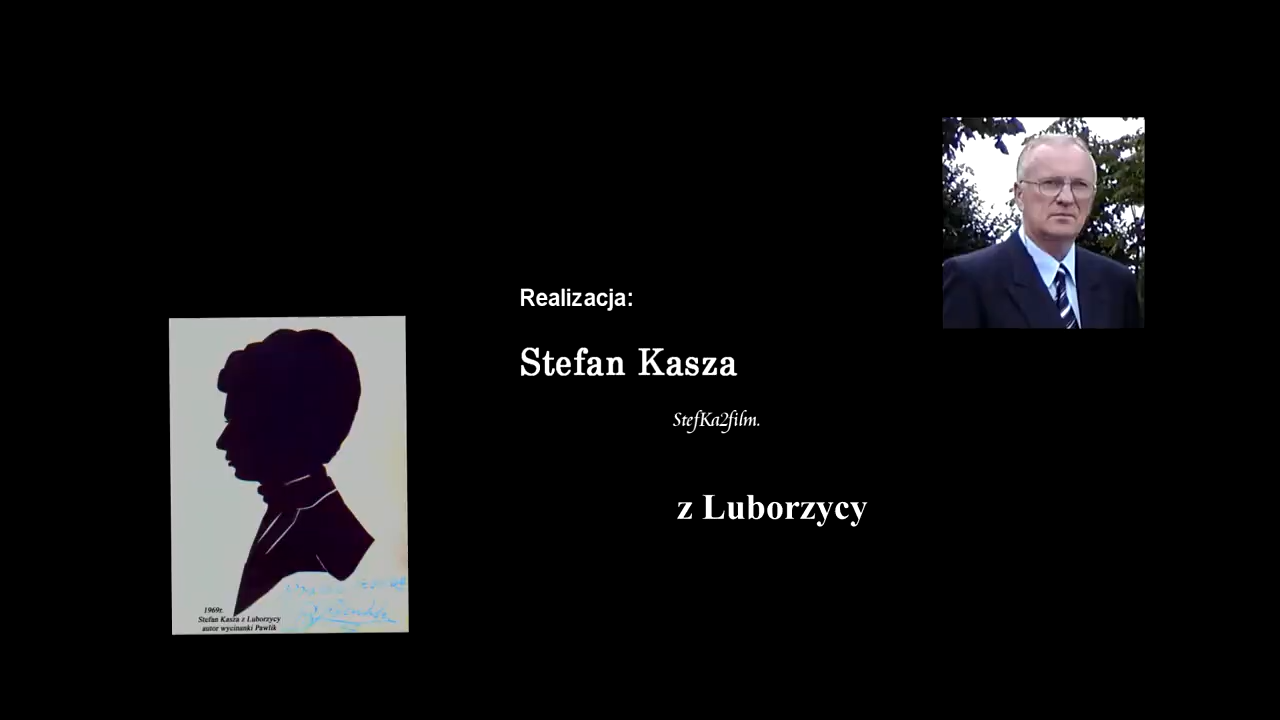 Realizacja:
Stefan Kasza
StefKa2film.
z Luborzycy
1969r.
Stefan Kasza z Luborzycy
autor wycinanki Pawlik